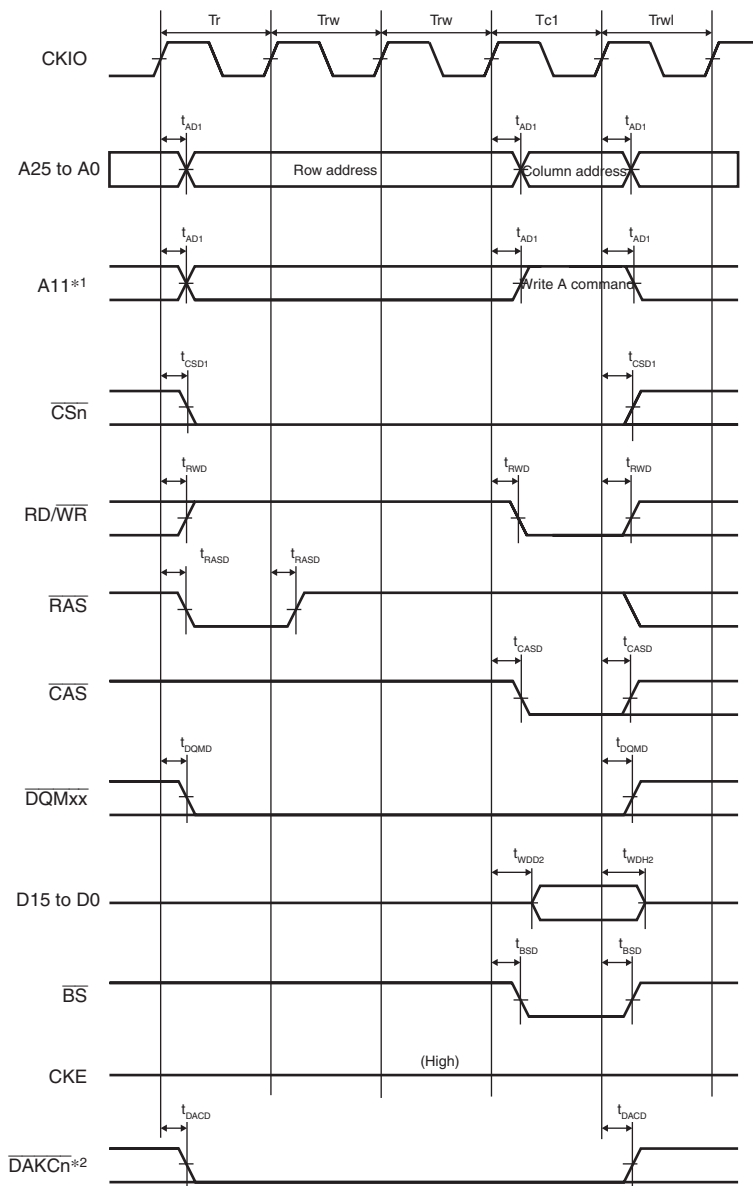 Tr Trw Trw Tc1 Trwl
CKIO
tAD1 tAD1 tAD1
A25 to A0 Row address Column address
tAD1 tAD1 tAD1
A11*1 Write A command
tCSD1 tCSD1
CSn
tRWD tRWD tRWD
RD/WR
tRASD tRASD
RAS
tCASD tCASD
CAS
tDQMD tDQMD
DQMxx
tWDD2 tWDH2
D15 to D0
tBSD tBSD
BS
(High)
CKE
tDACD tDACD
DAKCn*2